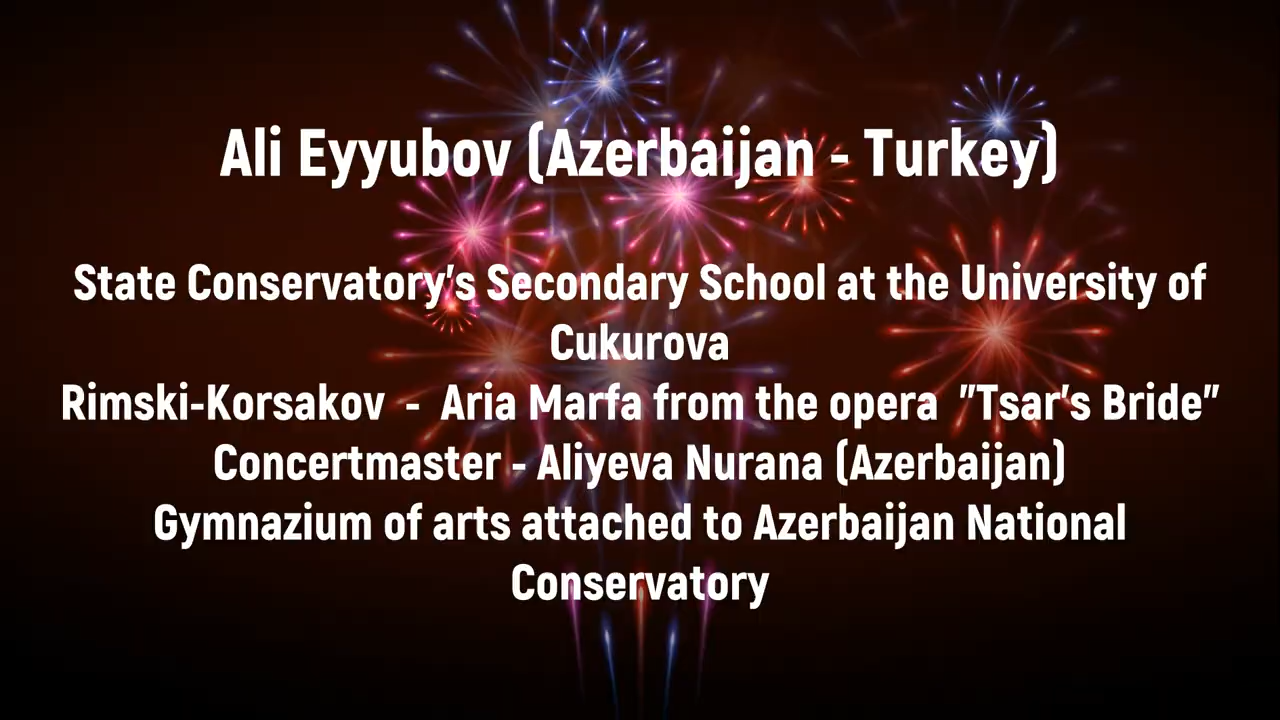 Ali Eyyubov (Azerbaijan - Turkey)
State Conservatory's Secondary School at the University of
Cukurova
Rimski-Korsakov - Aria Marfa from the opera "Tsar's Bride"
Concertmaster - Aliyeva Nurana (Azerbaijan)
Gymnazium of arts attached to Azerbaijan National
Conservatory